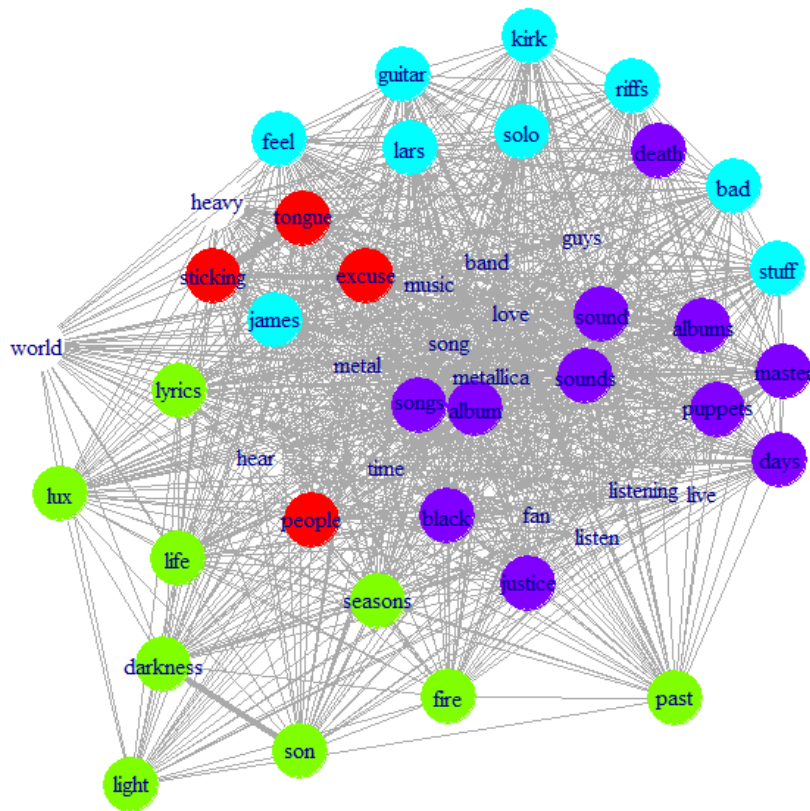 kirk
guitar
riffs
feel
lars
solo
death
bad
heavy
tongue
guys
sticking
excuse
band
stuff
music
james
love
sound
albums
world
song
metal
metallica
sounds
master
lyrics
songs
album
puppets
hear
time
days
lux
people
black
fan
listening
live
listen
life
seasons
justice
darkness
fire
past
son
light